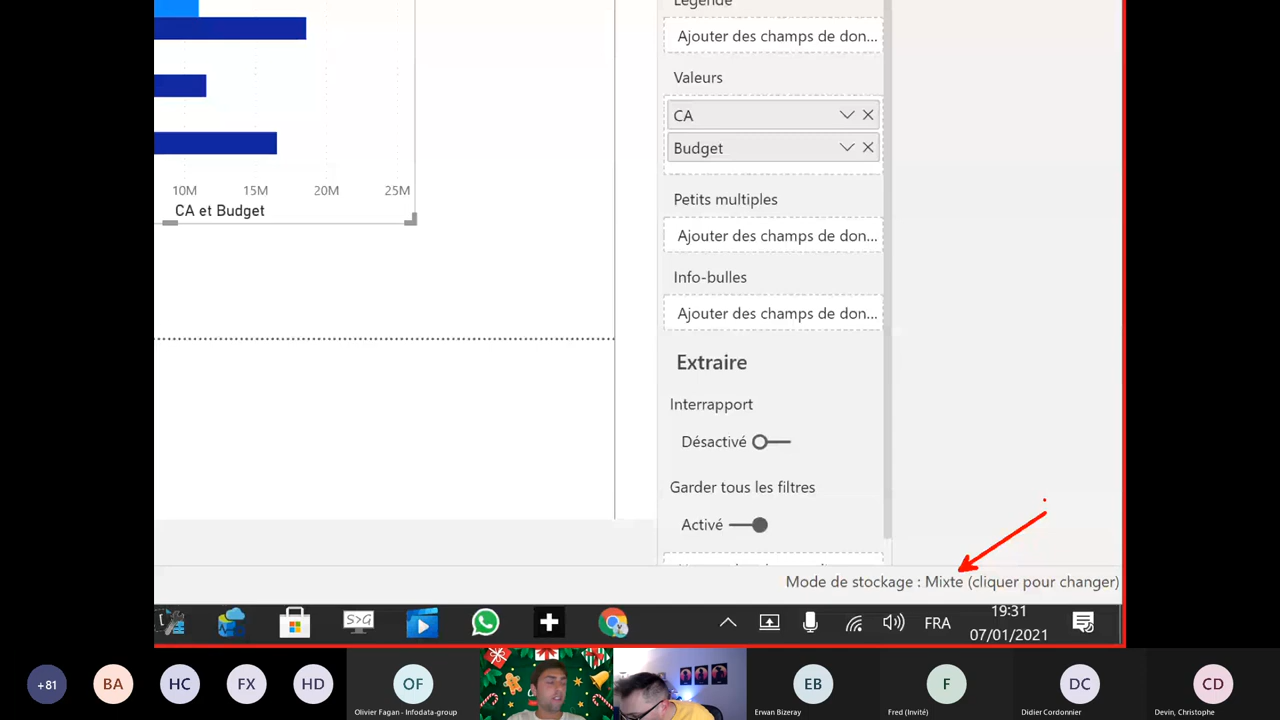 Légende
Ajouter des champs de don...
Valeurs
CA
Budget
10M 15M 20M 25M
CA et Budget
Petits multiples
Ajouter des champs de don...
Info-bulles
Ajouter des champs de don...
Extraire
Interrapport
Désactivé
Garder tous les filtres
Activé
Mode de stockage : Mixte (cliquer pour changer)
S>G
FRA
19:31
07/01/2021
+81
BA
HC
FX
HD
OF
Olivier Fagan - Infodata-group
EB
Erwan Bizeray
F
Fred (Invité)
DC
Didier Cordonnier
CD
Devin, Christophe